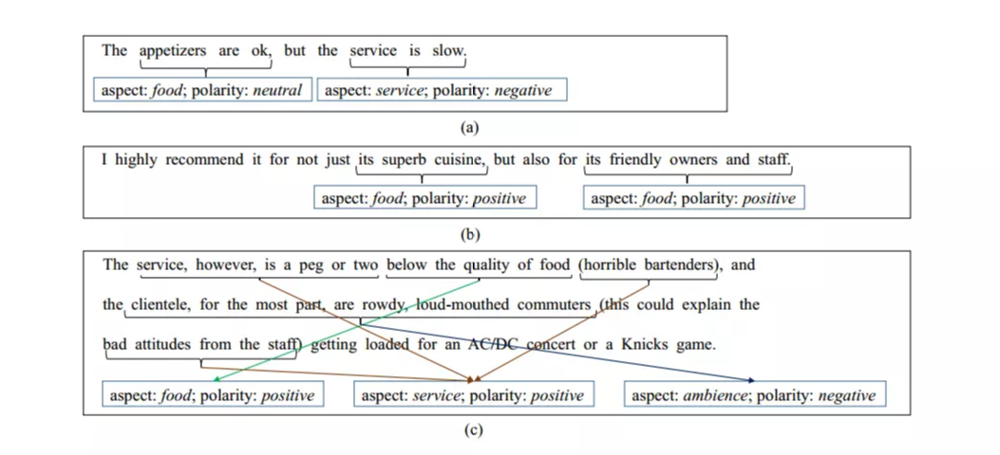 The appetizers are ok, but the service is slow.
aspect: food; polarity: neutral
aspect: service; polarity: negative
(a)
I highly recommend it for not just its superb cuisine, but also for its friendly owners and staff.
aspect: food; polarity: positive
aspect: food; polarity: positive
(b)
The service, however, is a peg or two below the quality of food (horrible bartenders), and
the clientele, for the most part, are rowdy, loud-mouthed commuters (this could explain the
bad attitudes from the staff) getting loaded for an AC/DC concert or a Knicks game.
aspect: food; polarity: positive
aspect: service; polarity: positive
aspect: ambience; polarity: negative
(c)